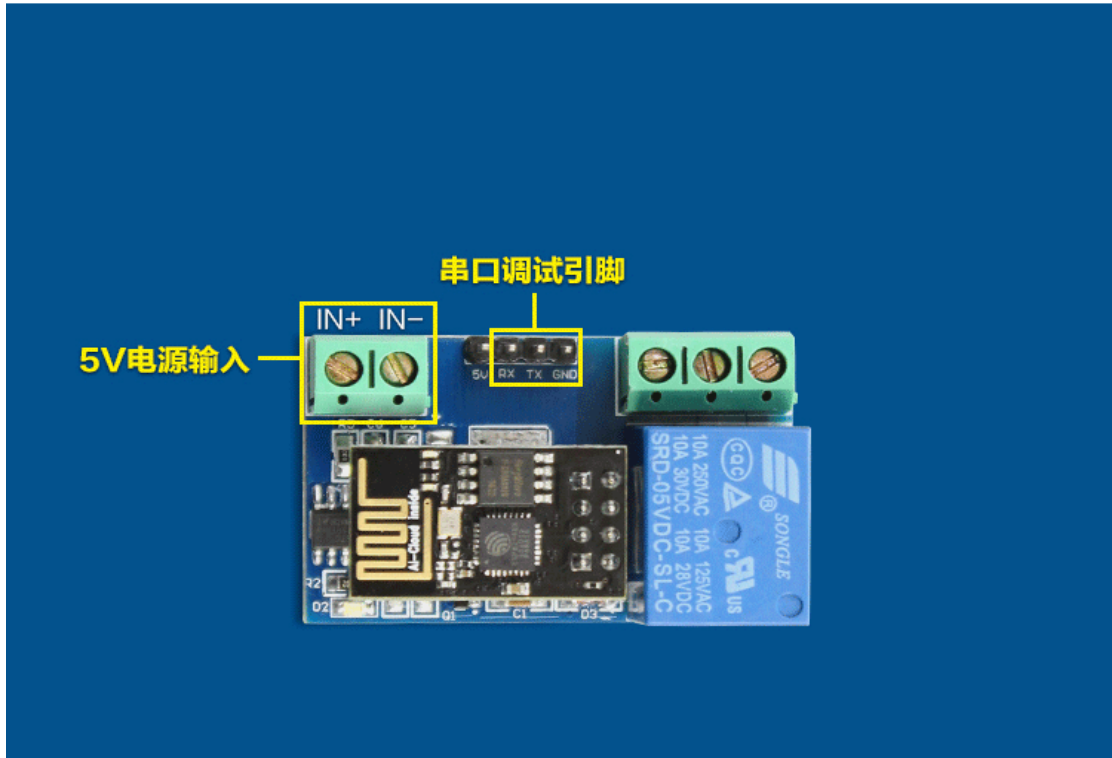 串口调试引脚
IN+ IN-
5V电源输入
5V RX TX GND
Ai-Cloud inside
SONGLE
®
CQC
C US
10A 250VAC 10A 125VAC
10A 30VDC 10A 28VDC
SRD-05VDC-SL-C
R2
D2
Q1
C1
D3